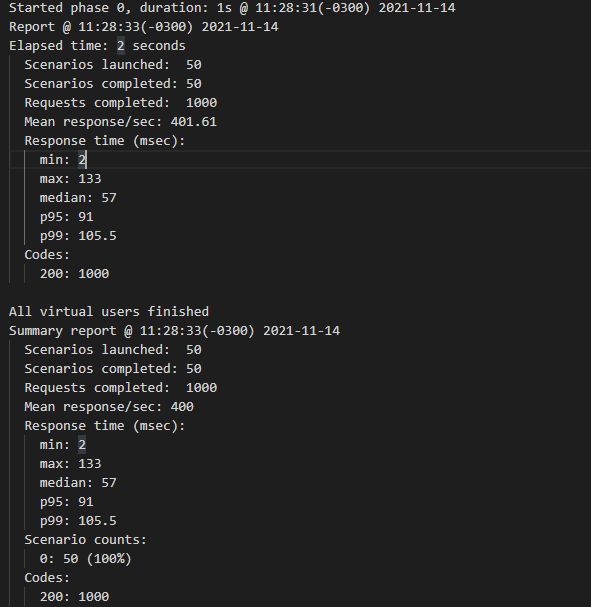 Started phase 0, duration: 1s @ 11:28:31(-0300) 2021-11-14
Report @ 11:28:33(-0300) 2021-11-14
Elapsed time: 2 seconds
Scenarios launched: 50
Scenarios completed: 50
Requests completed: 1000
Mean response/sec: 401.61
Response time (msec):
min: 2
max: 133
median: 57
p95: 91
p99: 105.5
Codes:
200: 1000
All virtual users finished
Summary report @ 11:28:33(-0300) 2021-11-14
Scenarios launched: 50
Scenarios completed: 50
Requests completed: 1000
Mean response/sec: 400
Response time (msec):
min: 2
max: 133
median: 57
p95: 91
p99: 105.5
Scenario counts:
0: 50 (100%)
Codes:
200: 1000